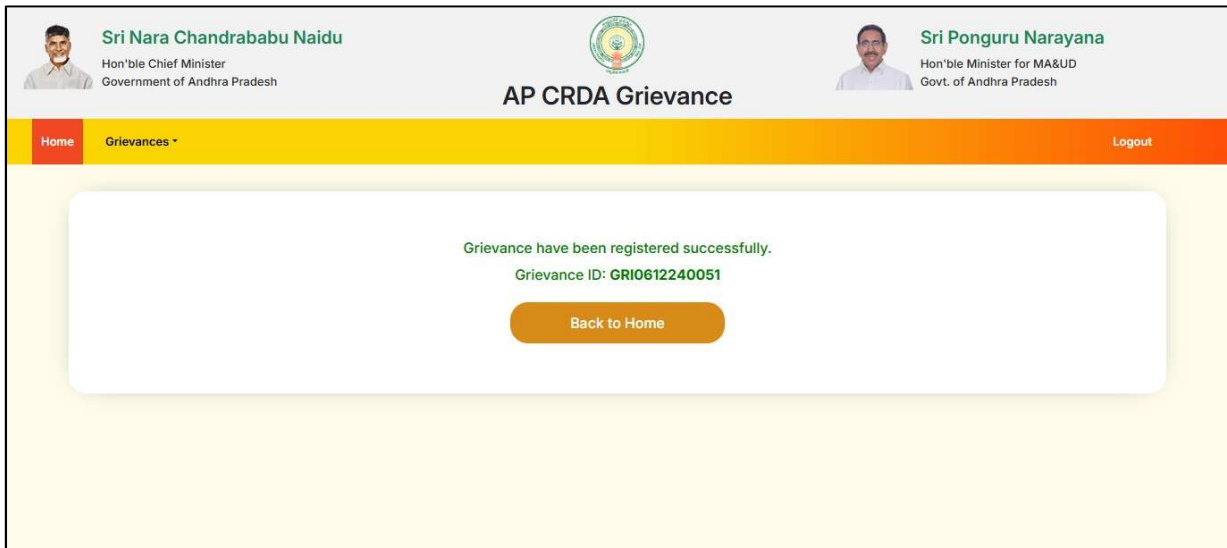 Sri Nara Chandrababu Naidu
Hon'ble Chief Minister
Government of Andhra Pradesh
AP CRDA Grievance
Sri Ponguru Narayana
Hon'ble Minister for MA&UD
Govt. of Andhra Pradesh
Home
Grievances
Logout
Grievance have been registered successfully.
Grievance ID: GRI0612240051
Back to Home